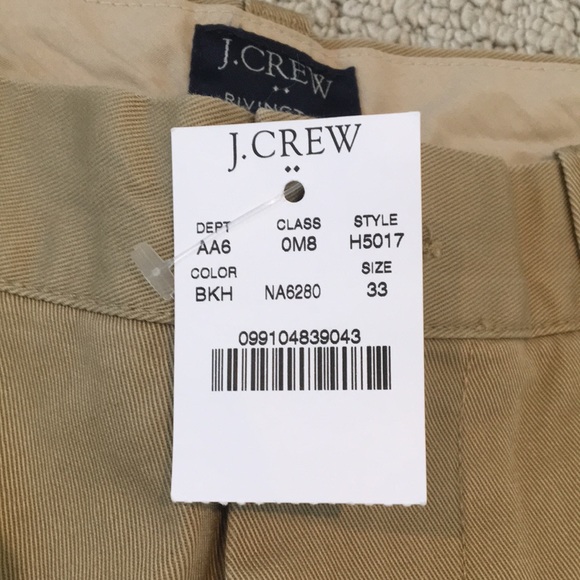 J.CREW
J.CREW
DEPT CLASS STYLE
AA6 0M8 H5017
COLOR SIZE
BKH NA6280 33
099104839043